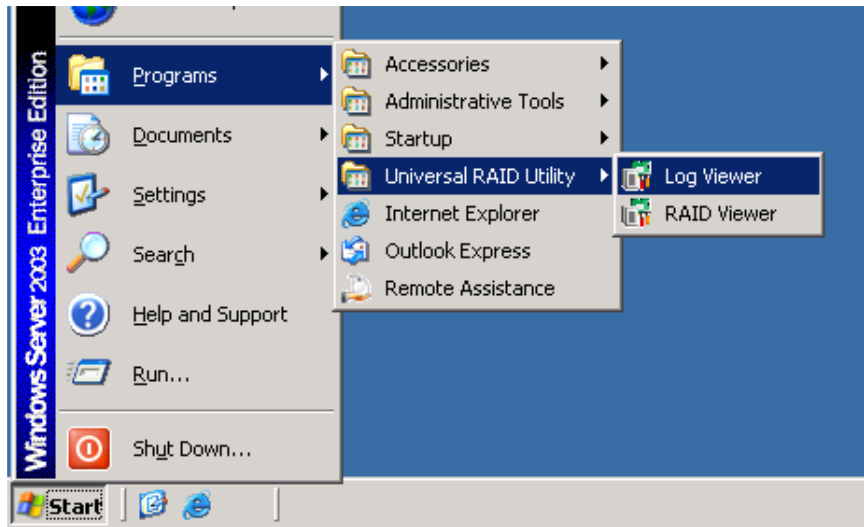 Windows Server 2003 Enterprise Edition
Programs
Documents
Settings
Search
Help and Support
Run...
Shut Down...
Accessories
Administrative Tools
Startup
Universal RAID Utility
Internet Explorer
Outlook Express
Remote Assistance
Log Viewer
RAID Viewer
Start